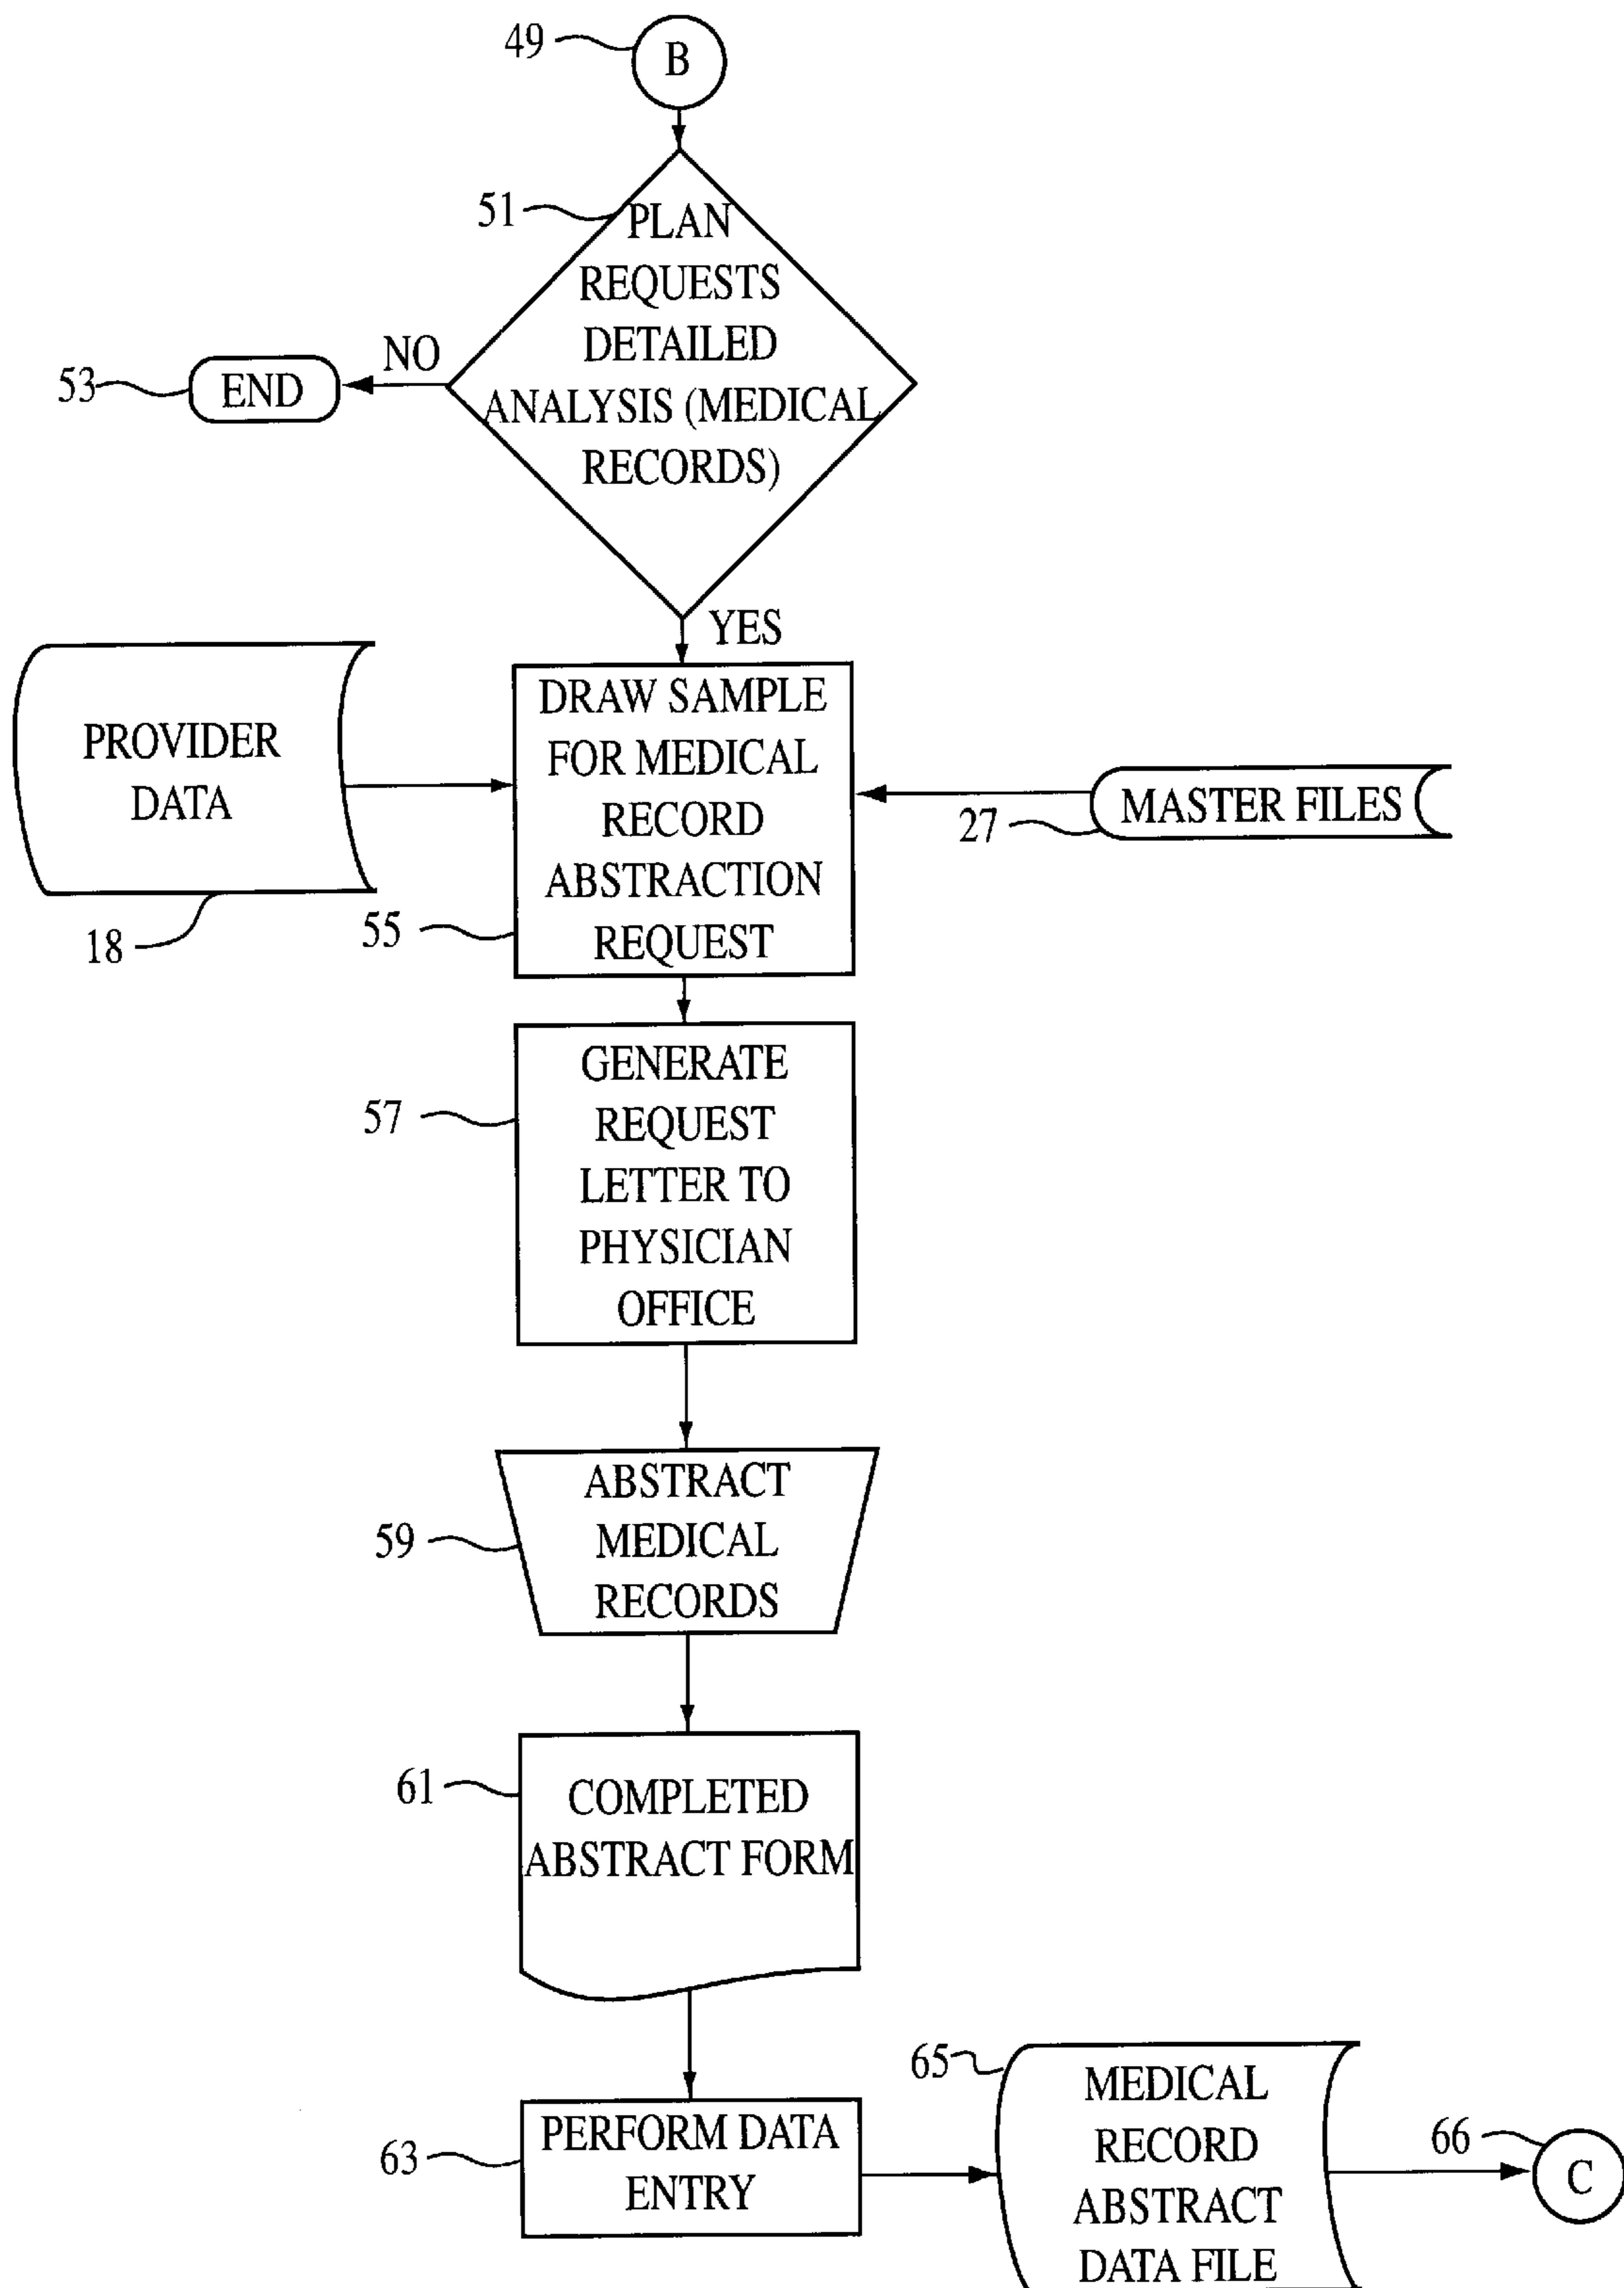 49
B
51
PLAN
REQUESTS
DETAILED
ANALYSIS (MEDICAL
RECORDS)
NO
53
END
YES
PROVIDER
DATA
18
DRAW SAMPLE
FOR MEDICAL
RECORD
ABSTRACTION
REQUEST
55
27
MASTER FILES
57
GENERATE
REQUEST
LETTER TO
PHYSICIAN
OFFICE
59
ABSTRACT
MEDICAL
RECORDS
61
COMPLETED
ABSTRACT FORM
63
PERFORM DATA
ENTRY
65
MEDICAL
RECORD
ABSTRACT
DATA FILE
66
C